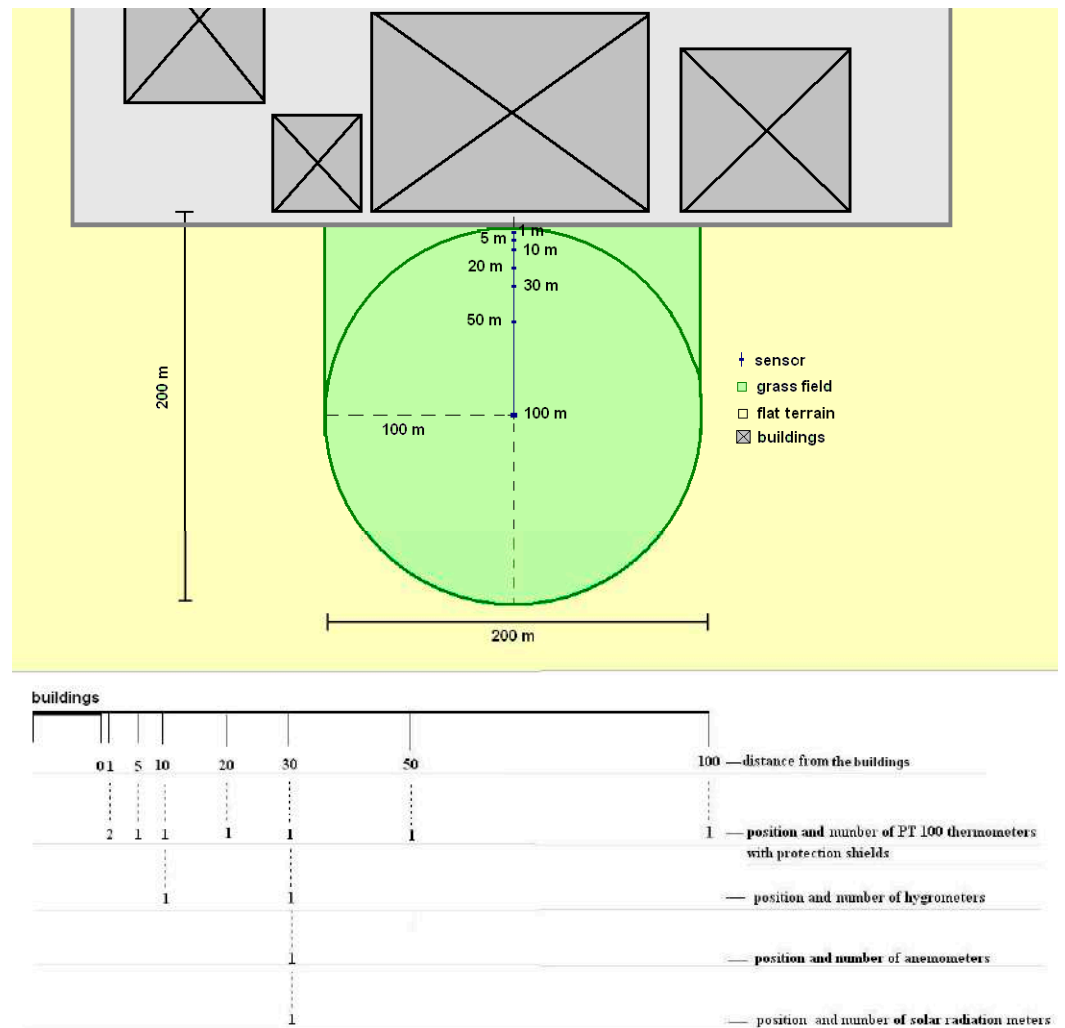 1 m
5 m
10 m
20 m
30 m
50 m
200 m
sensor
grass field
100 m
flat terrain
100 m
buildings
200 m
buildings
0 1 5 10 20 30 50 100 — distance from the buildings
2 1 1 1 1 1 1 — position and number of PT 100 thermometers
with protection shields
1 1 — position and number of hygrometers
1 — position and number of anemometers
1 — position and number of solar radiation meters